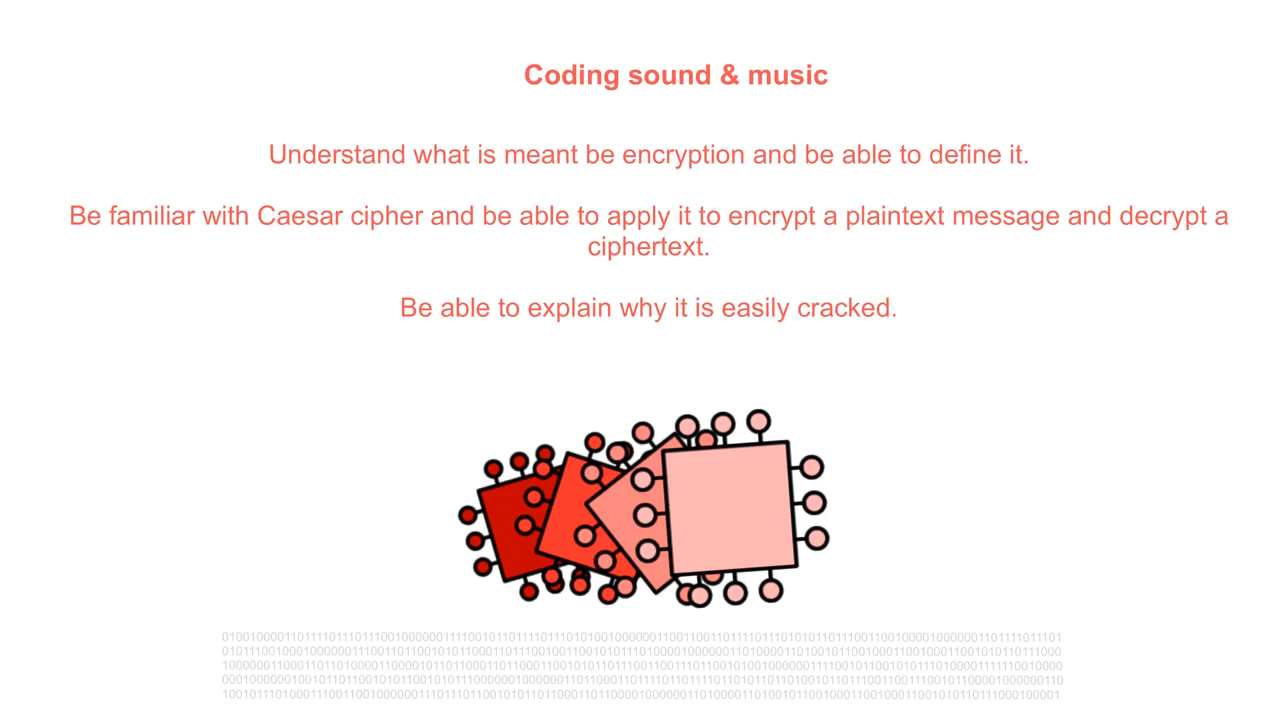 Coding sound & music
Understand what is meant be encryption and be able to define it.
Be familiar with Caesar cipher and be able to apply it to encrypt a plaintext message and decrypt a
ciphertext.
Be able to explain why it is easily cracked.